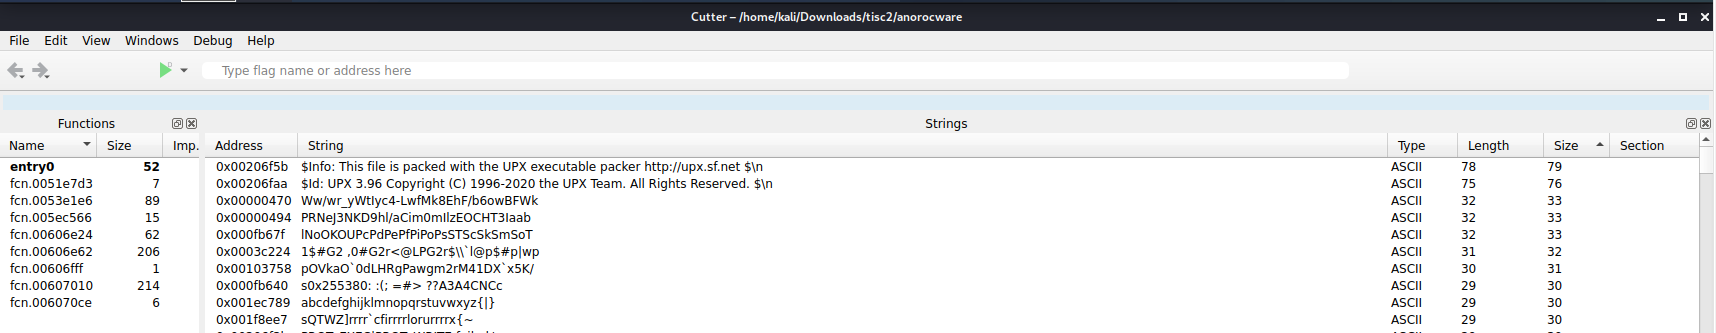 Cutter – /home/kali/Downloads/tisc2/anorocware
File Edit View Windows Debug Help
Type flag name or address here
Functions Strings
Name Size Imp. Address String Type Length Size Section
entry0 52 0x00206f5b $Info: This file is packed with the UPX executable packer http://upx.sf.net $\n ASCII 78 79
fcn.0051e7d3 7 0x00206faa $Id: UPX 3.96 Copyright (C) 1996-2020 the UPX Team. All Rights Reserved. $\n ASCII 75 76
fcn.0053e1e6 89 0x00000470 Ww/wr_yWtIyc4-LwfMk8EhF/b6owBFWk ASCII 32 33
fcn.005ec566 15 0x00000494 PRNeJ3NKD9hl/aCim0mIlzEOCHT3Iaab ASCII 32 33
fcn.00606e24 62 0x000fb67f lNoOKOUPcPdPePfPiPoPsSTScSkSmSoT ASCII 32 33
fcn.00606e62 206 0x0003c224 1$#G2 ,0#G2r<@LPG2r$\\`l@p$#p|wp ASCII 31 32
fcn.00606fff 1 0x00103758 pOVkaO`0dLHRgPawgm2rM41DX`x5K/ ASCII 30 31
fcn.00607010 214 0x000fb640 s0x255380: :(; =#> ??A3A4CNCc ASCII 29 30
fcn.006070ce 6 0x001ec789 abcdefghijklmnopqrstuvwxyz{|} ASCII 29 30
0x001f8ee7 sQTWZ]rrrr`cfirrrrlorurrrrx{~ ASCII 29 30